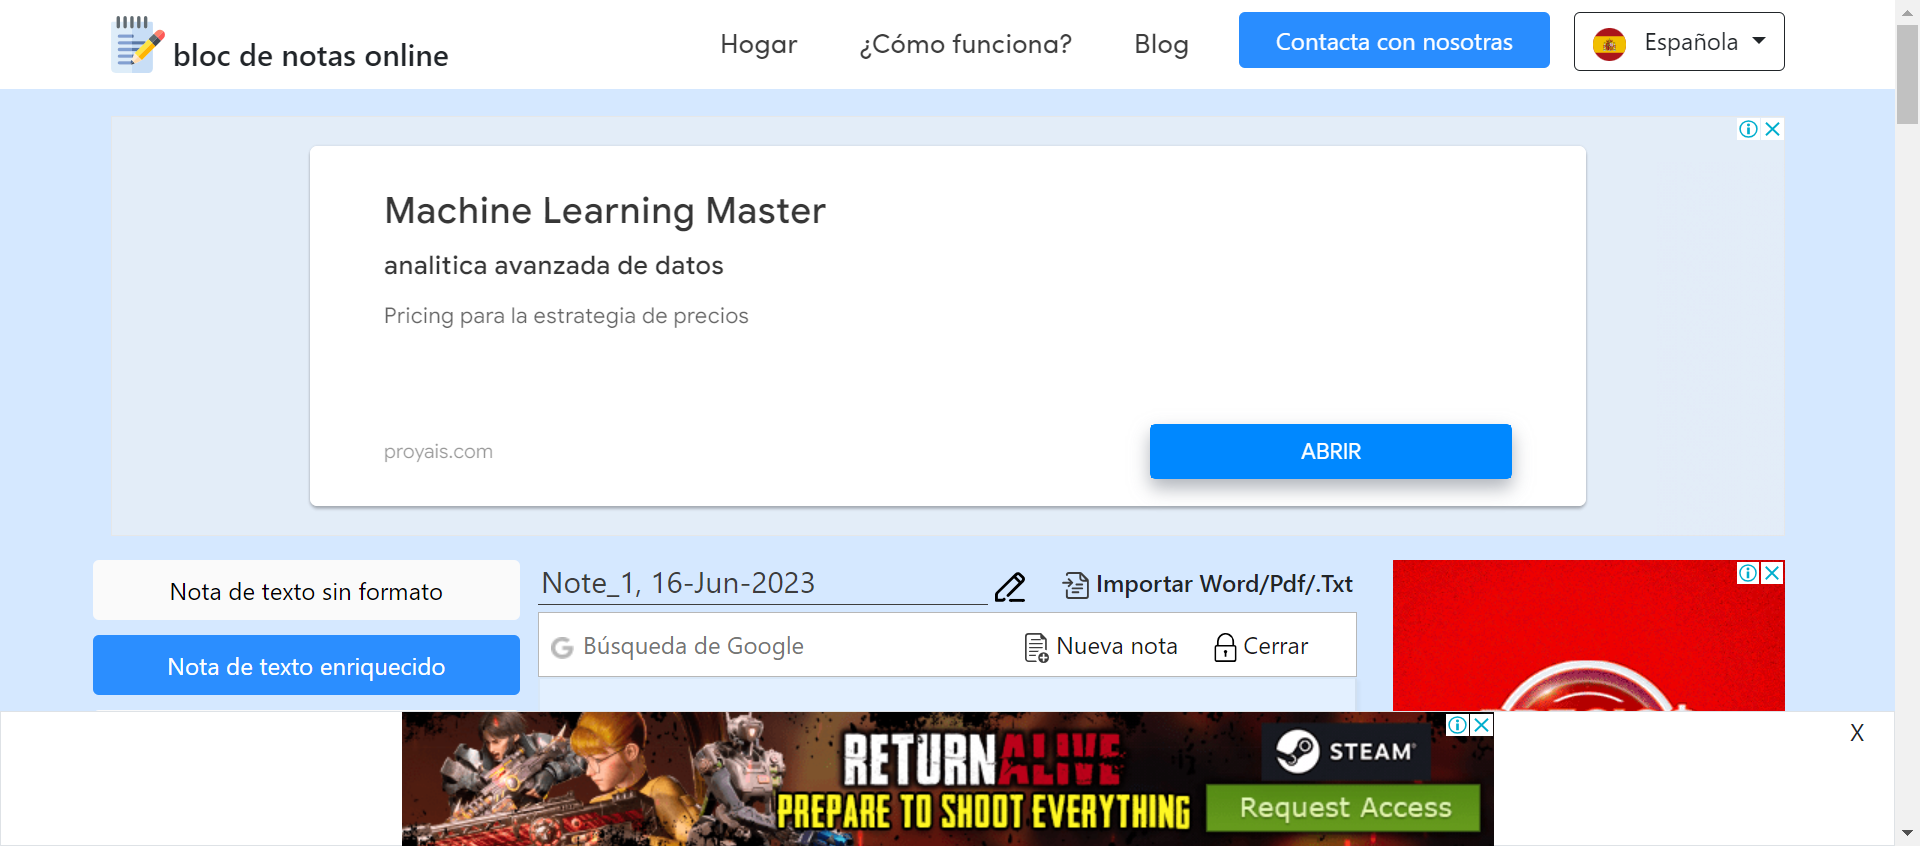 bloc de notas online
Hogar
¿Cómo funciona?
Blog
Contacta con nosotras
Española
Machine Learning Master
analitica avanzada de datos
Pricing para la estrategia de precios
proyais.com
ABRIR
Nota de texto sin formato
Nota de texto enriquecido
Note_1, 16-Jun-2023
Importar Word/Pdf/.Txt
Búsqueda de Google
Nueva nota
Cerrar
RETURN ALIVE
PREPARE TO SHOOT EVERYTHING
STEAM
Request Access
X